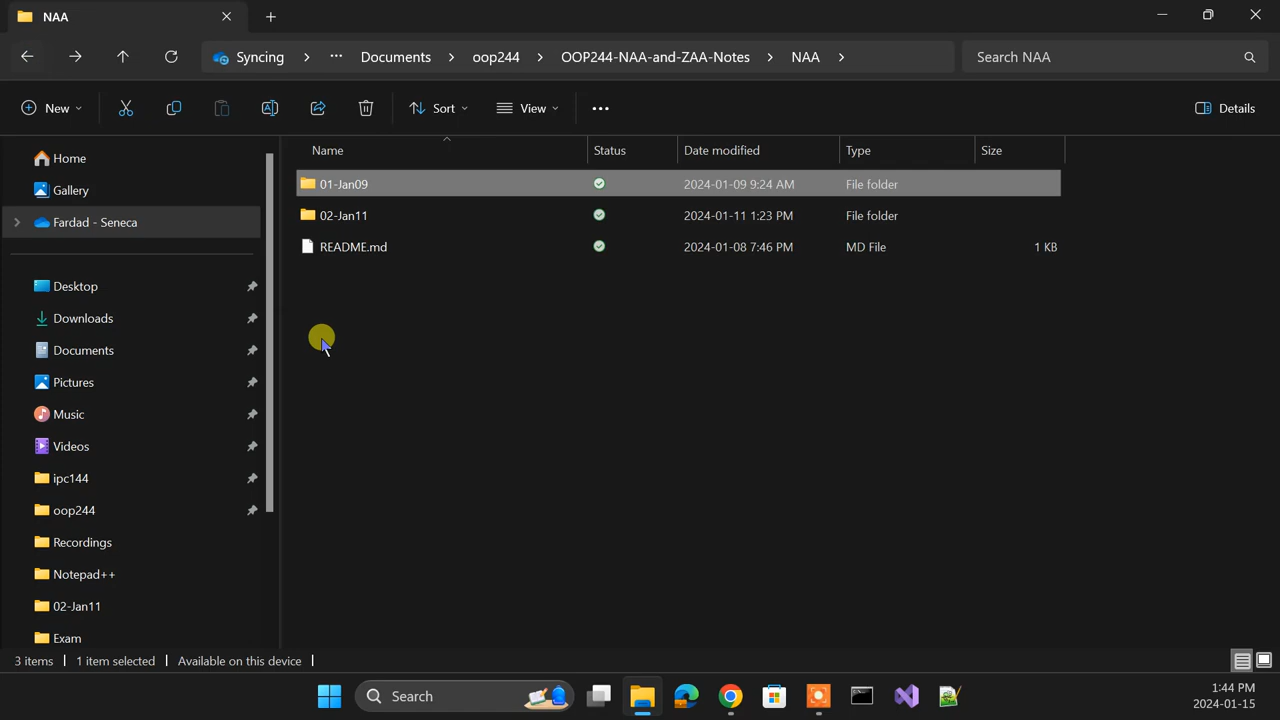 NAA
Syncing > ... Documents > oop244 > OOP244-NAA-and-ZAA-Notes > NAA >
Search NAA
New
Sort
View
Details
Home
Gallery
Fardad - Seneca
Desktop
Downloads
Documents
Pictures
Music
Videos
ipc144
oop244
Recordings
Notepad++
02-Jan11
Exam
Name Status Date modified Type Size
01-Jan09 2024-01-09 9:24 AM File folder
02-Jan11 2024-01-11 1:23 PM File folder
README.md 2024-01-08 7:46 PM MD File 1 KB
3 items 1 item selected Available on this device
Search
1:44 PM
2024-01-15